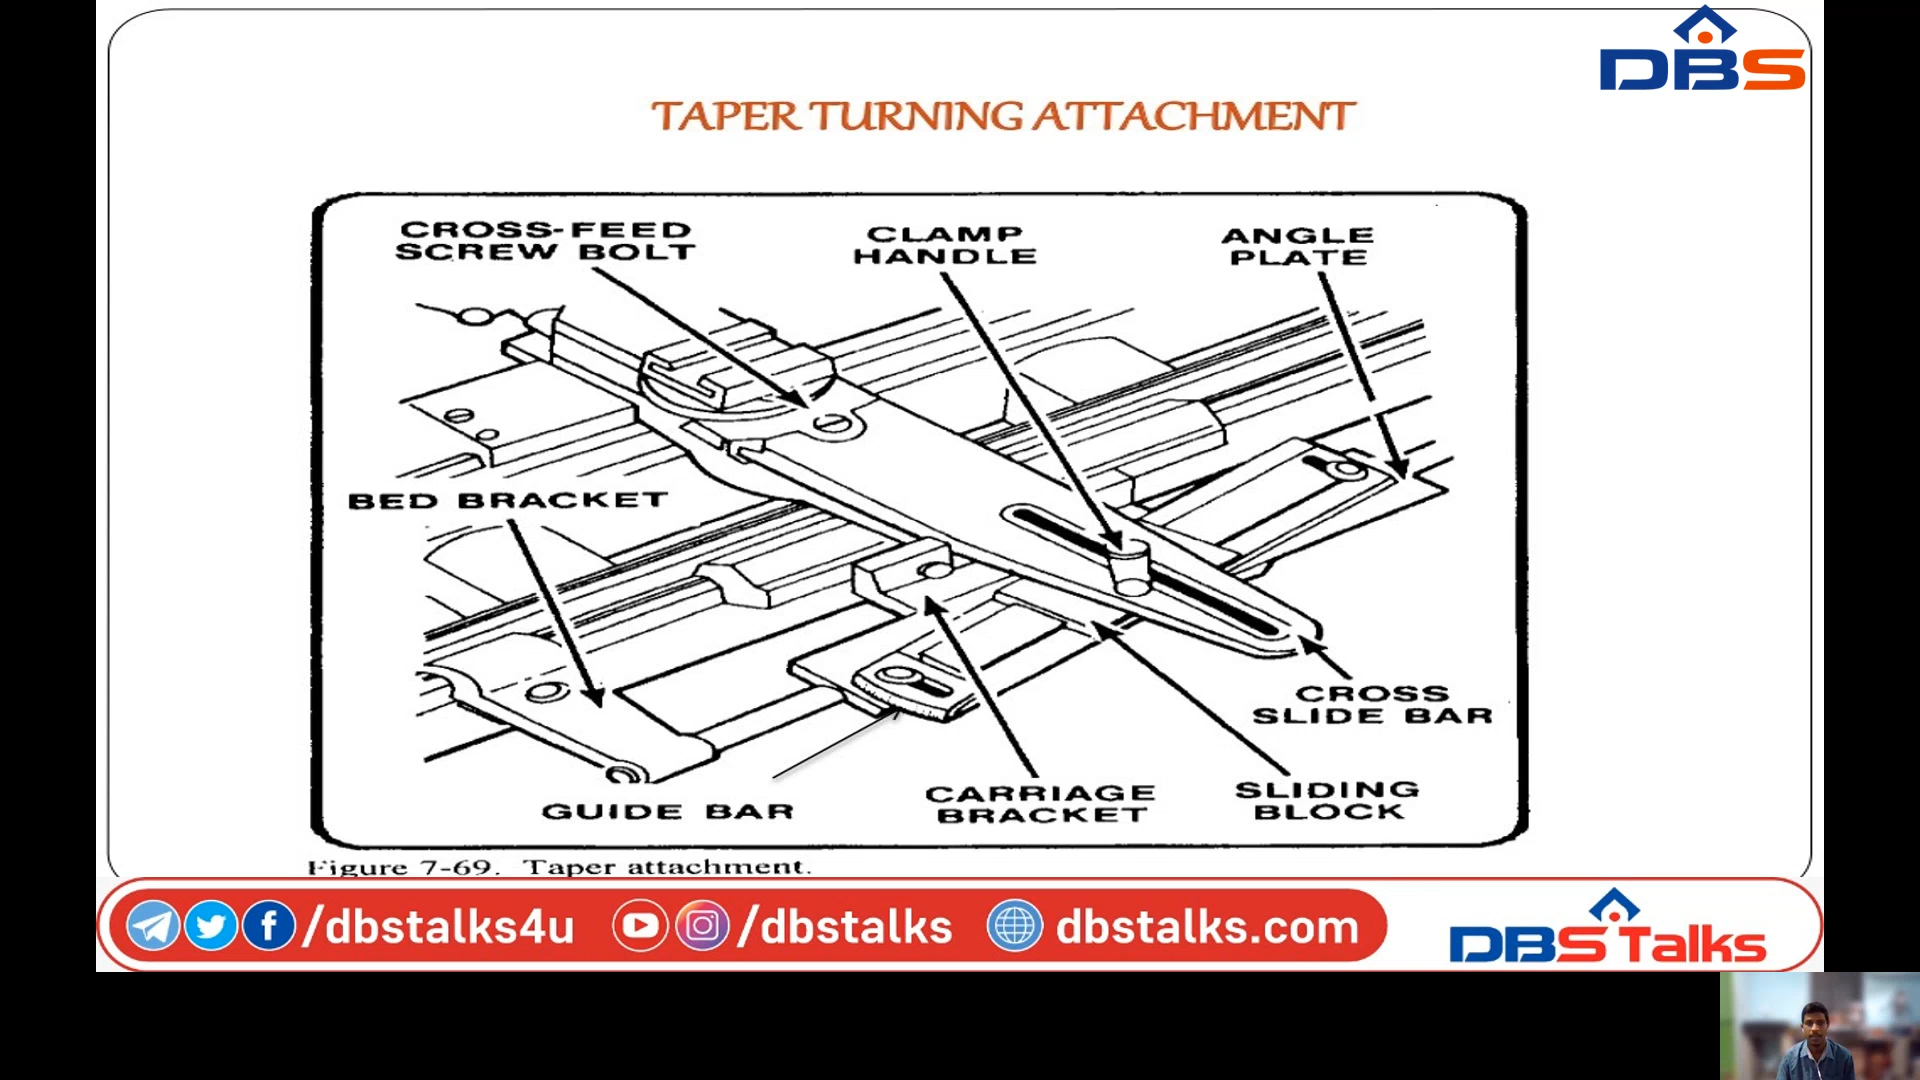 DBS
TAPER TURNING ATTACHMENT
CROSS-FEED
SCREW BOLT
CLAMP
HANDLE
ANGLE
PLATE
BED BRACKET
CROSS
SLIDE BAR
GUIDE BAR
CARRIAGE
BRACKET
SLIDING
BLOCK
Figure 7-69. Taper attachment.
/dbstalks4u
/dbstalks
dbstalks.com
DBS Talks